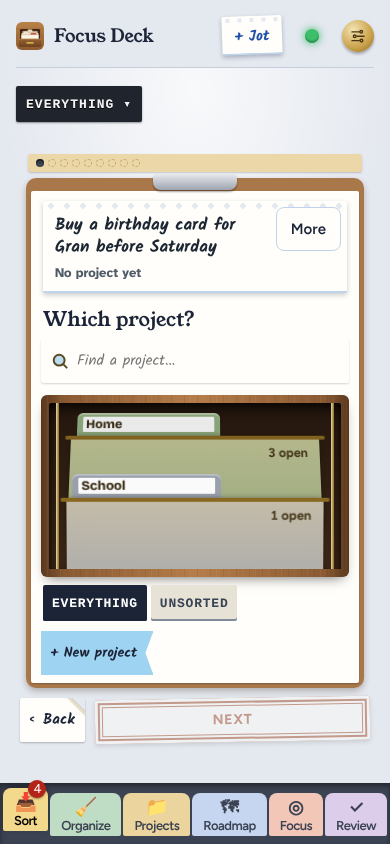 Focus Deck
+ Jot
EVERYTHING ▾
Buy a birthday card for
Gran before Saturday
No project yet
More
Which project?
Find a project...
Home
3 open
School
1 open
EVERYTHING
UNSORTED
+ New project
‹ Back
NEXT
4
Sort
Organize
Projects
Roadmap
Focus
Review